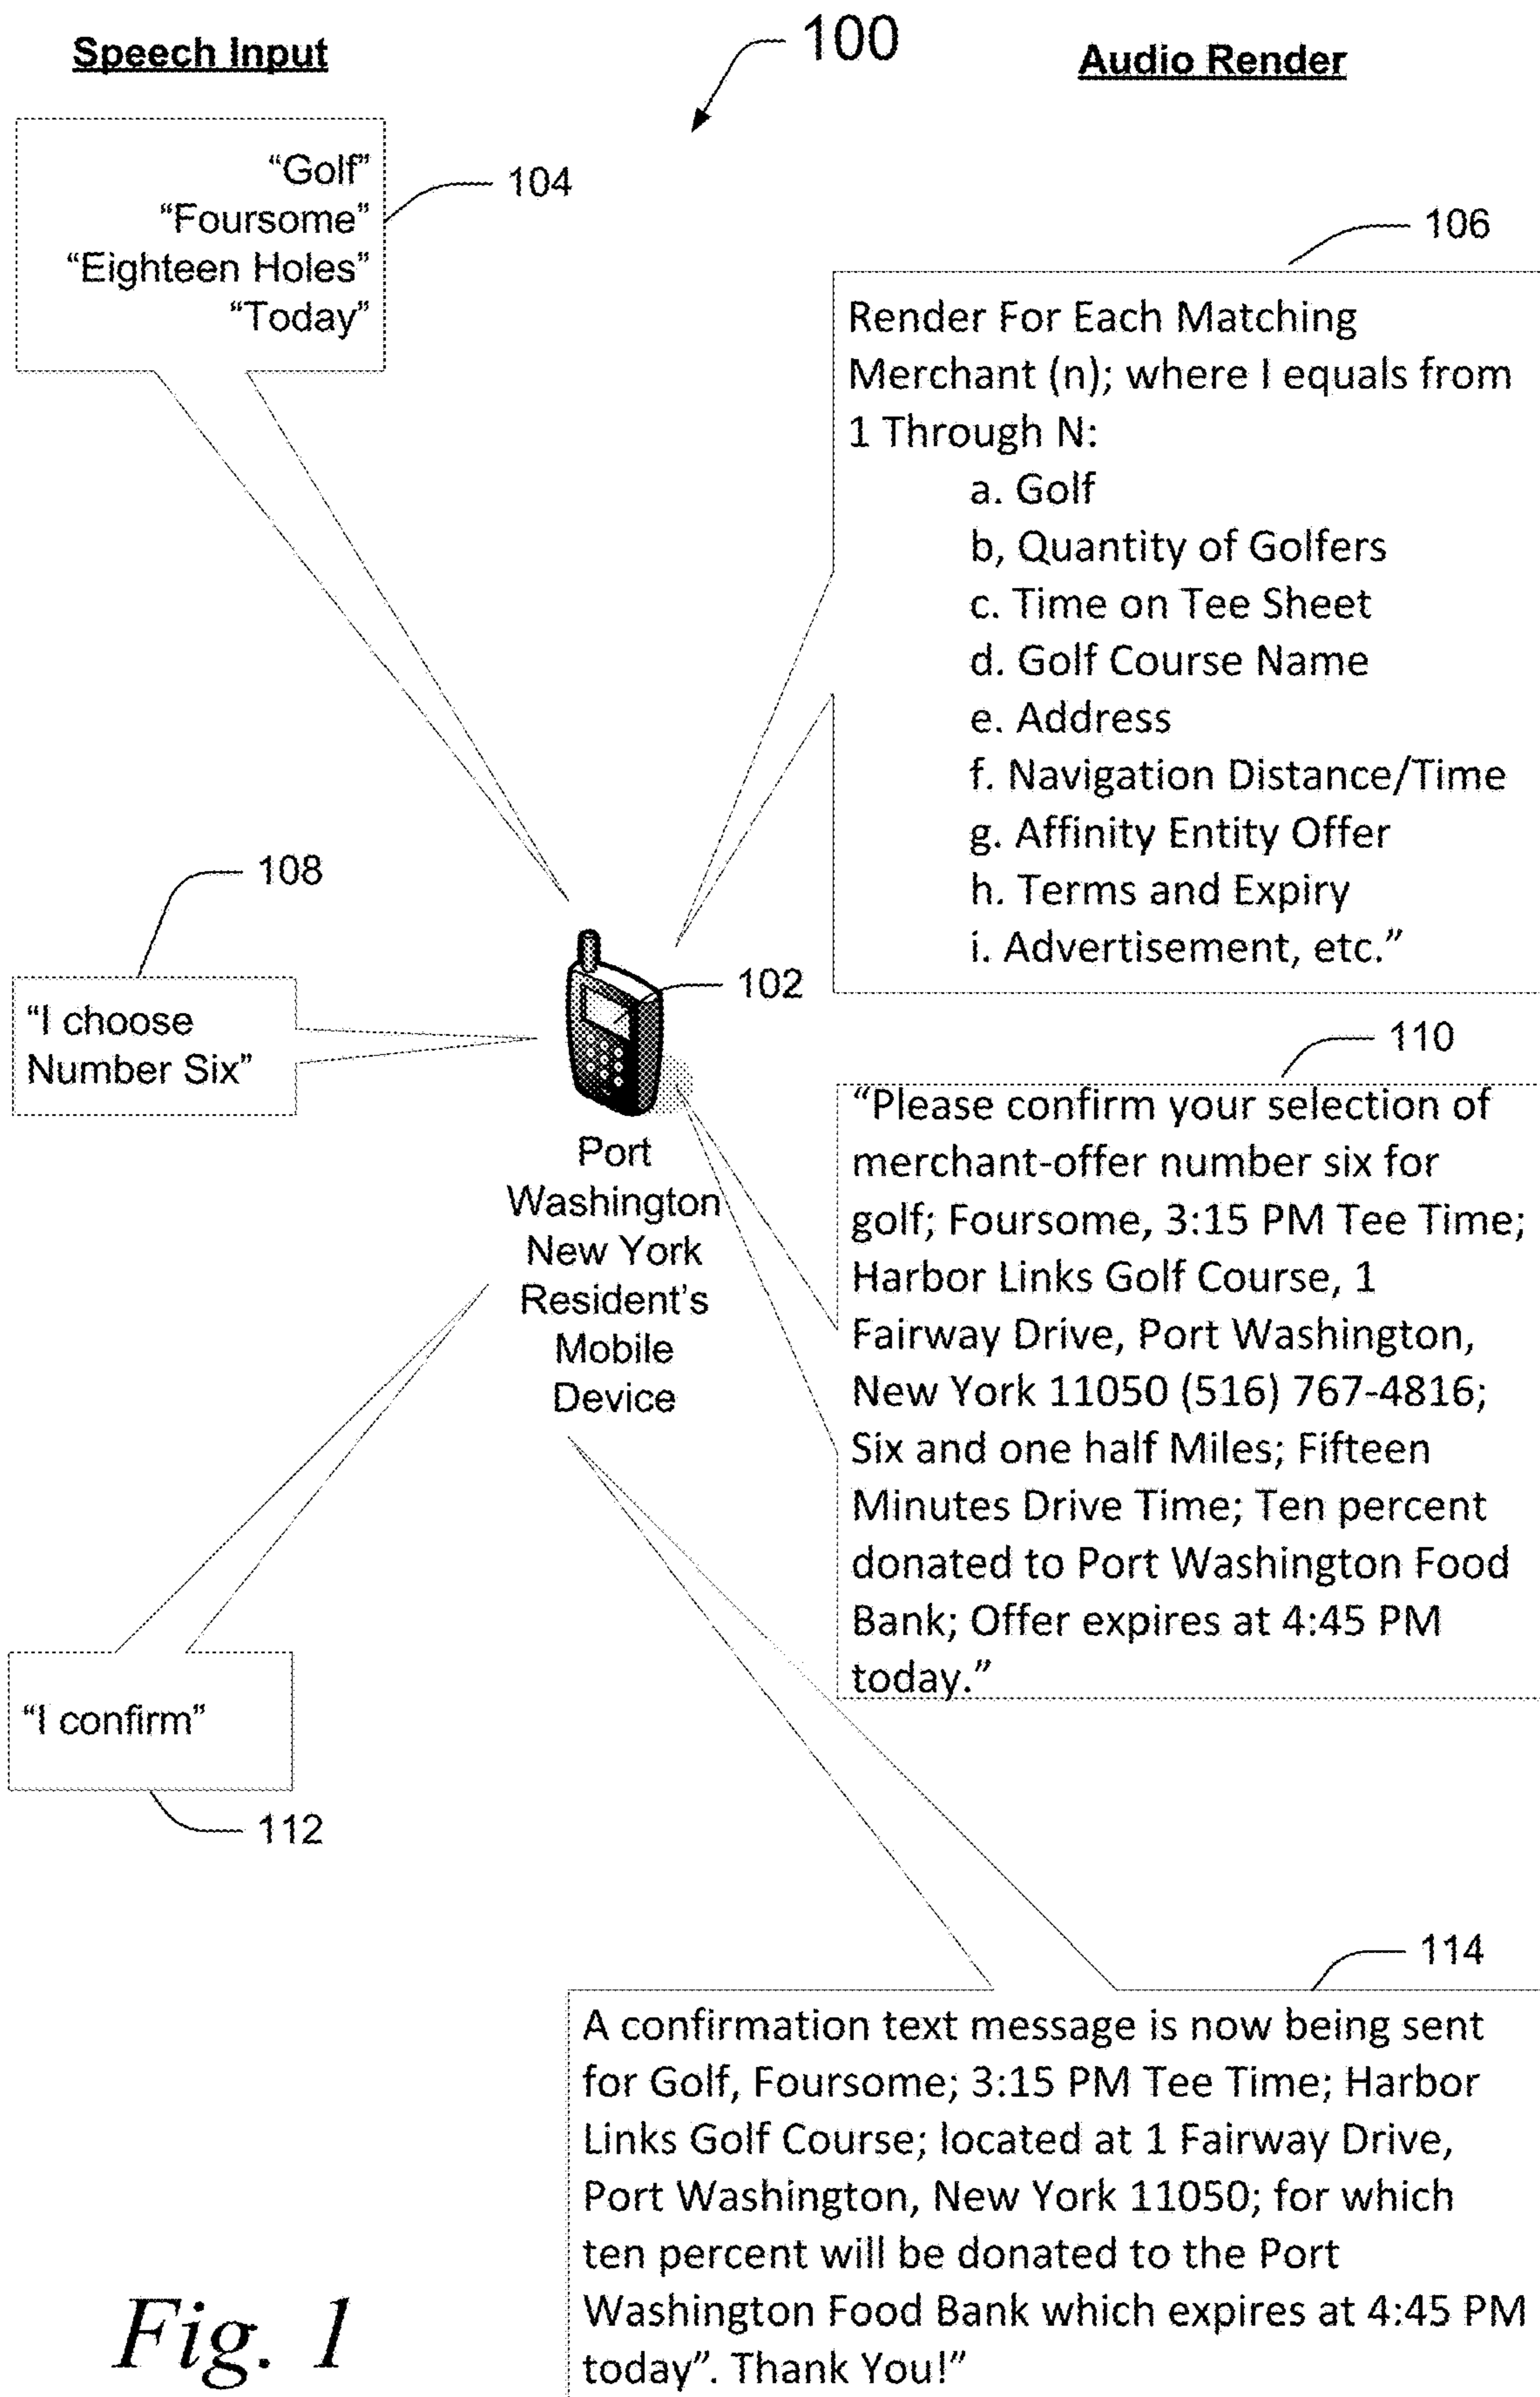 Speech Input
100
Audio Render
“Golf”
“Foursome”
“Eighteen Holes”
“Today”
104
106
Render For Each Matching
Merchant (n); where I equals from
1 Through N:
a. Golf
b, Quantity of Golfers
c. Time on Tee Sheet
d. Golf Course Name
e. Address
f. Navigation Distance/Time
g. Affinity Entity Offer
h. Terms and Expiry
i. Advertisement, etc.”
108
“I choose
Number Six”
102
Port
Washington
New York
Resident’s
Mobile
Device
110
“Please confirm your selection of
merchant-offer number six for
golf; Foursome, 3:15 PM Tee Time;
Harbor Links Golf Course, 1
Fairway Drive, Port Washington,
New York 11050 (516) 767-4816;
Six and one half Miles; Fifteen
Minutes Drive Time; Ten percent
donated to Port Washington Food
Bank; Offer expires at 4:45 PM
today.”
“I confirm”
112
114
A confirmation text message is now being sent
for Golf, Foursome; 3:15 PM Tee Time; Harbor
Links Golf Course; located at 1 Fairway Drive,
Port Washington, New York 11050; for which
ten percent will be donated to the Port
Washington Food Bank which expires at 4:45 PM
today”. Thank You!”
Fig. 1